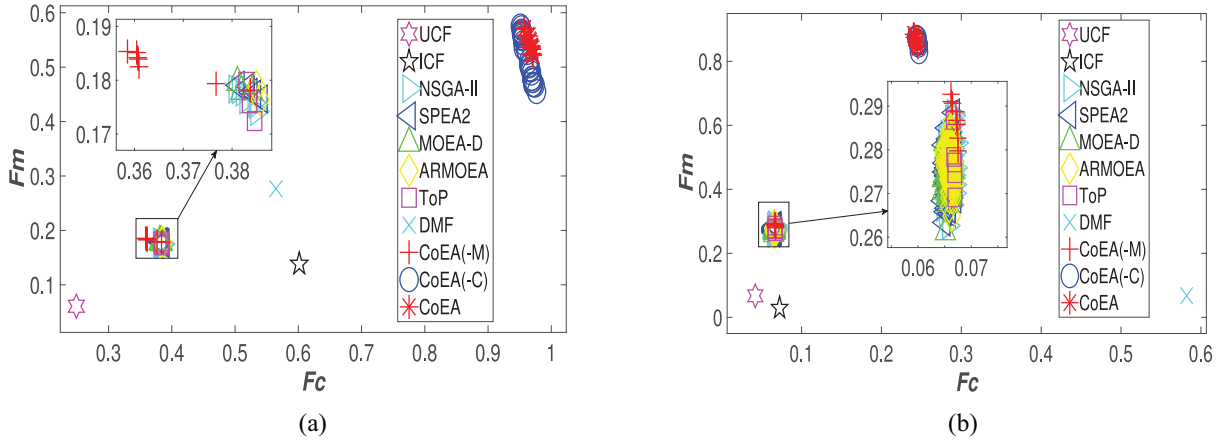 0.6
0.5
0.4
0.3
0.2
0.1
Fm
0.19
0.18
0.17
0.36
0.37
0.38
UCF
ICF
NSGA-II
SPEA2
MOEA-D
ARMOEA
ToP
DMF
CoEA(-M)
CoEA(-C)
CoEA
0.3 0.4 0.5 0.6 0.7 0.8 0.9 1
Fc
(a)
1
0.8
0.6
0.4
0.2
0
Fm
0.29
0.28
0.27
0.26
0.06 0.07
UCF
ICF
NSGA-II
SPEA2
MOEA-D
ARMOEA
ToP
DMF
CoEA(-M)
CoEA(-C)
CoEA
0.1 0.2 0.3 0.4 0.5 0.6
Fc
(b)